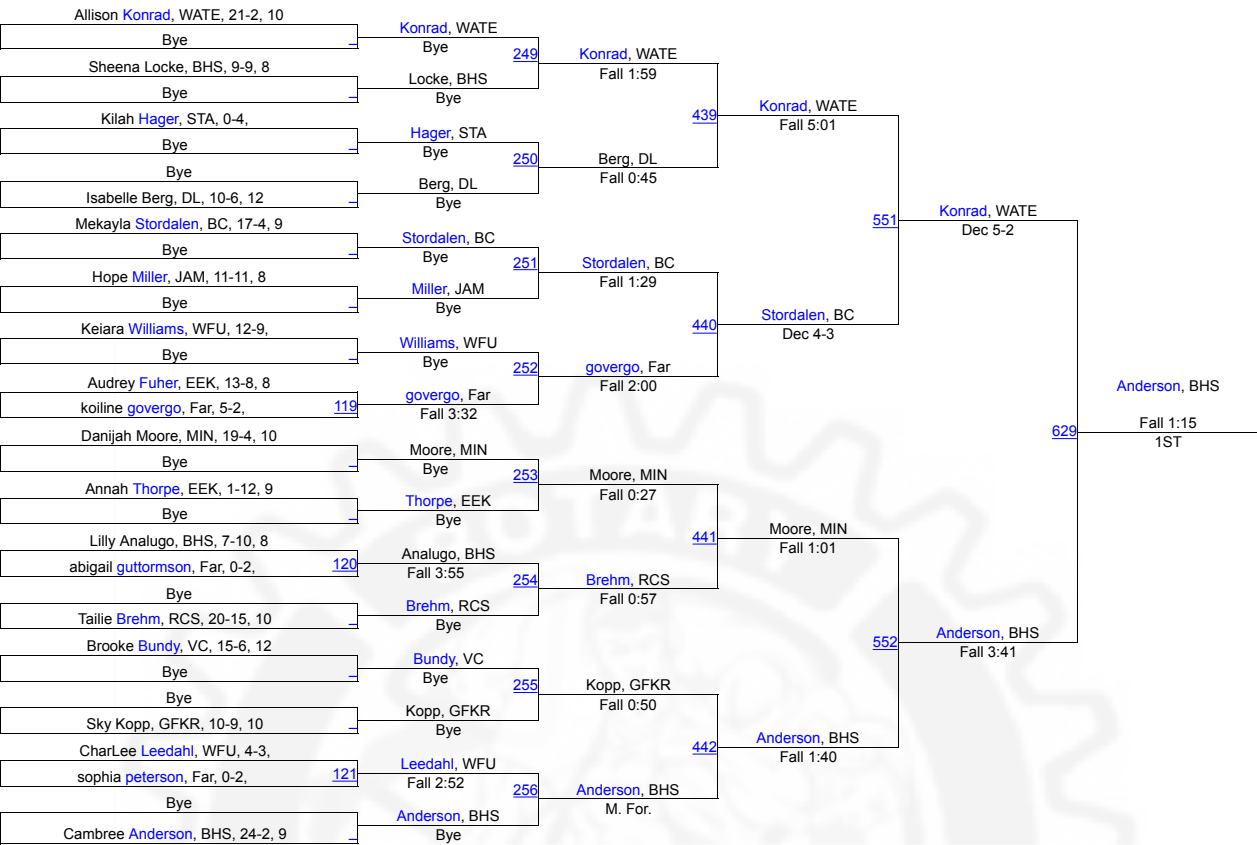 Allison Konrad, WATE, 21-2, 10
Bye
_
Sheena Locke, BHS, 9-9, 8
Bye
_
Kilah Hager, STA, 0-4,
Bye
_
Bye
Isabelle Berg, DL, 10-6, 12
_
Mekayla Stordalen, BC, 17-4, 9
Bye
_
Hope Miller, JAM, 11-11, 8
Bye
_
Keiara Williams, WFU, 12-9,
Bye
_
Audrey Fuher, EEK, 13-8, 8
koiline govergo, Far, 5-2,
119
Danijah Moore, MIN, 19-4, 10
Bye
_
Annah Thorpe, EEK, 1-12, 9
Bye
_
Lilly Analugo, BHS, 7-10, 8
abigail guttormson, Far, 0-2,
120
Bye
Tailie Brehm, RCS, 20-15, 10
_
Brooke Bundy, VC, 15-6, 12
Bye
_
Bye
Sky Kopp, GFKR, 10-9, 10
_
CharLee Leedahl, WFU, 4-3,
sophia peterson, Far, 0-2,
121
Bye
Cambree Anderson, BHS, 24-2, 9
_
Konrad, WATE
Bye
249
Locke, BHS
Bye
Hager, STA
Bye
250
Berg, DL
Bye
Stordalen, BC
Bye
251
Miller, JAM
Bye
Williams, WFU
Bye
252
govergo, Far
Fall 3:32
Moore, MIN
Bye
253
Thorpe, EEK
Bye
Analugo, BHS
Fall 3:55
254
Brehm, RCS
Bye
Bundy, VC
Bye
255
Kopp, GFKR
Bye
Leedahl, WFU
Fall 2:52
256
Anderson, BHS
Bye
Konrad, WATE
Fall 1:59
439
Berg, DL
Fall 0:45
Stordalen, BC
Fall 1:29
440
govergo, Far
Fall 2:00
Moore, MIN
Fall 0:27
441
Brehm, RCS
Fall 0:57
Kopp, GFKR
Fall 0:50
442
Anderson, BHS
M. For.
Konrad, WATE
Fall 5:01
551
Stordalen, BC
Dec 4-3
Moore, MIN
Fall 1:01
552
Anderson, BHS
Fall 1:40
Konrad, WATE
Dec 5-2
629
Anderson, BHS
Fall 3:41
Anderson, BHS
Fall 1:15
1ST
ROTARY